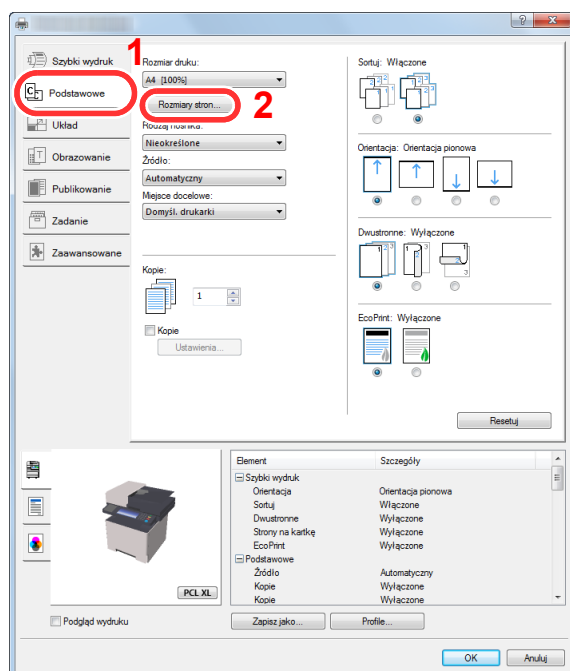 Szybki wydruk
1
Podstawowe
Układ
Obrazowanie
Publikowanie
Zadanie
Zaawansowane
Rozmiar druku:
A4 [100%]
Rozmiary stron...
2
Rodzaj nośnika:
Nieokreślone
Źródło:
Automatyczny
Miejsce docelowe:
Domyśl. drukarki
Kopie:
1
Kopie
Ustawienia...
Sortuj: Włączone
Orientacja: Orientacja pionowa
Dwustronne: Wyłączone
EcoPrint: Wyłączone
Resetuj
PCL XL
Podgląd wydruku
Element Szczegóły
Szybki wydruk
Orientacja Orientacja pionowa
Sortuj Włączone
Dwustronne Wyłączone
Strony na kartkę Wyłączone
EcoPrint Wyłączone
Podstawowe
Źródło Automatyczny
Kopie Wyłączone
Kopie Wyłączone
Zapisz jako... Profile...
OK Anuluj